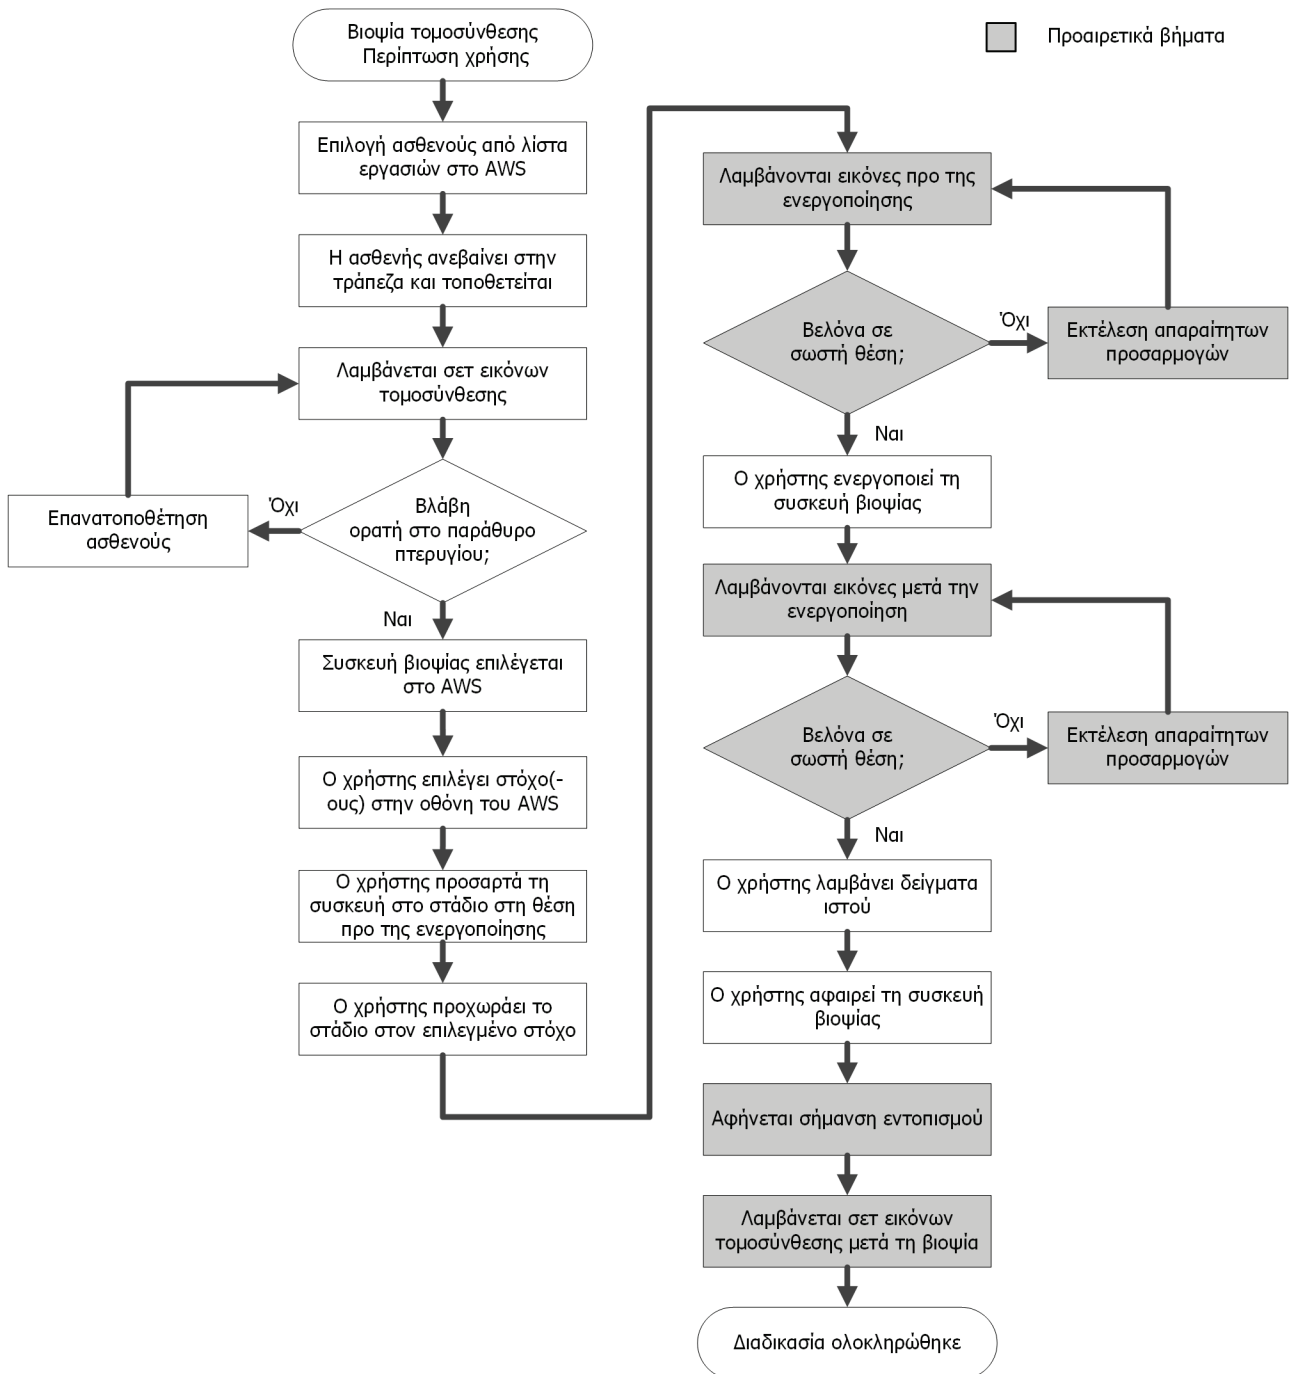 Βιοψία τομοσύνθεσης
Περίπτωση χρήσης
Προαιρετικά βήματα
Επιλογή ασθενούς από λίστα
εργασιών στο AWS
Η ασθενής ανεβαίνει στην
τράπεζα και τοποθετείται
Λαμβάνεται σετ εικόνων
τομοσύνθεσης
Βλάβη
ορατή στο παράθυρο
πτερυγίου;
Όχι
Επανατοποθέτηση
ασθενούς
Ναι
Συσκευή βιοψίας επιλέγεται
στο AWS
Ο χρήστης επιλέγει στόχο(-
ους) στην οθόνη του AWS
Ο χρήστης προσαρτά τη
συσκευή στο στάδιο στη θέση
προ της ενεργοποίησης
Ο χρήστης προχωράει το
στάδιο στον επιλεγμένο στόχο
Λαμβάνονται εικόνες προ της
ενεργοποίησης
Βελόνα σε
σωστή θέση;
Όχι
Εκτέλεση απαραίτητων
προσαρμογών
Ναι
Ο χρήστης ενεργοποιεί τη
συσκευή βιοψίας
Λαμβάνονται εικόνες μετά την
ενεργοποίηση
Βελόνα σε
σωστή θέση;
Όχι
Εκτέλεση απαραίτητων
προσαρμογών
Ναι
Ο χρήστης λαμβάνει δείγματα
ιστού
Ο χρήστης αφαιρεί τη συσκευή
βιοψίας
Αφήνεται σήμανση εντοπισμού
Λαμβάνεται σετ εικόνων
τομοσύνθεσης μετά τη βιοψία
Διαδικασία ολοκληρώθηκε